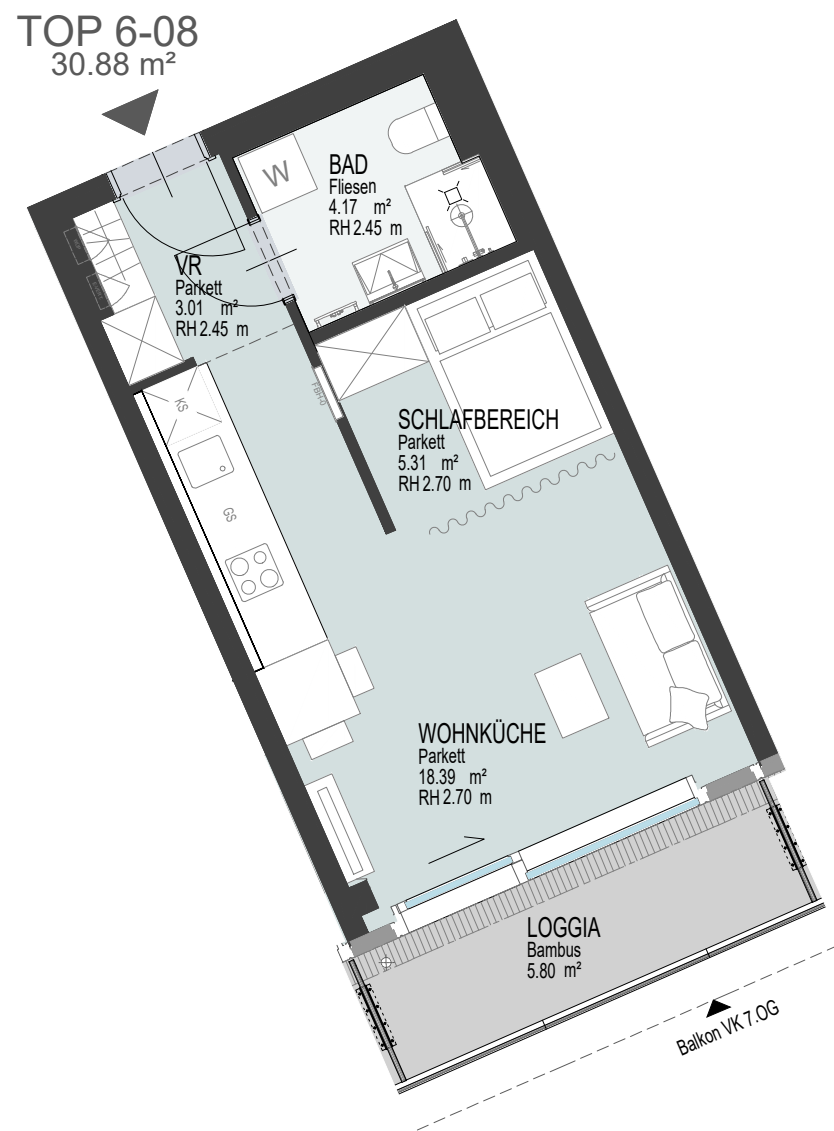 TOP 6-08
30.88 m²
BAD
Fliesen
4.17 m²
RH 2.45 m
W
VR
Parkett
3.01 m²
RH 2.45 m
KS
GS
SCHLAFBEREICH
Parkett
5.31 m²
RH 2.70 m
WOHNKÜCHE
Parkett
18.39 m²
RH 2.70 m
LOGGIA
Bambus
5.80 m²
Balkon VK 7.OG